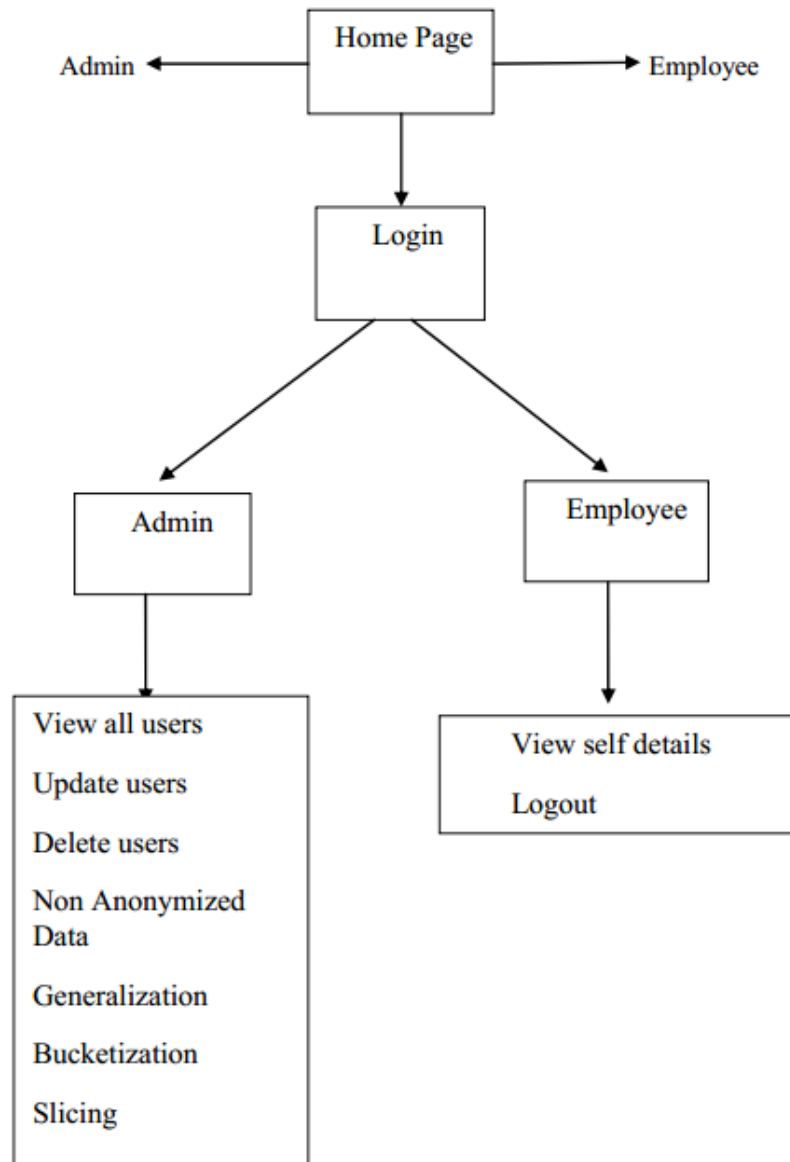 Home Page
Admin
Employee
Login
Admin
Employee
View all users
Update users
Delete users
Non Anonymized
Data
Generalization
Bucketization
Slicing
View self details
Logout